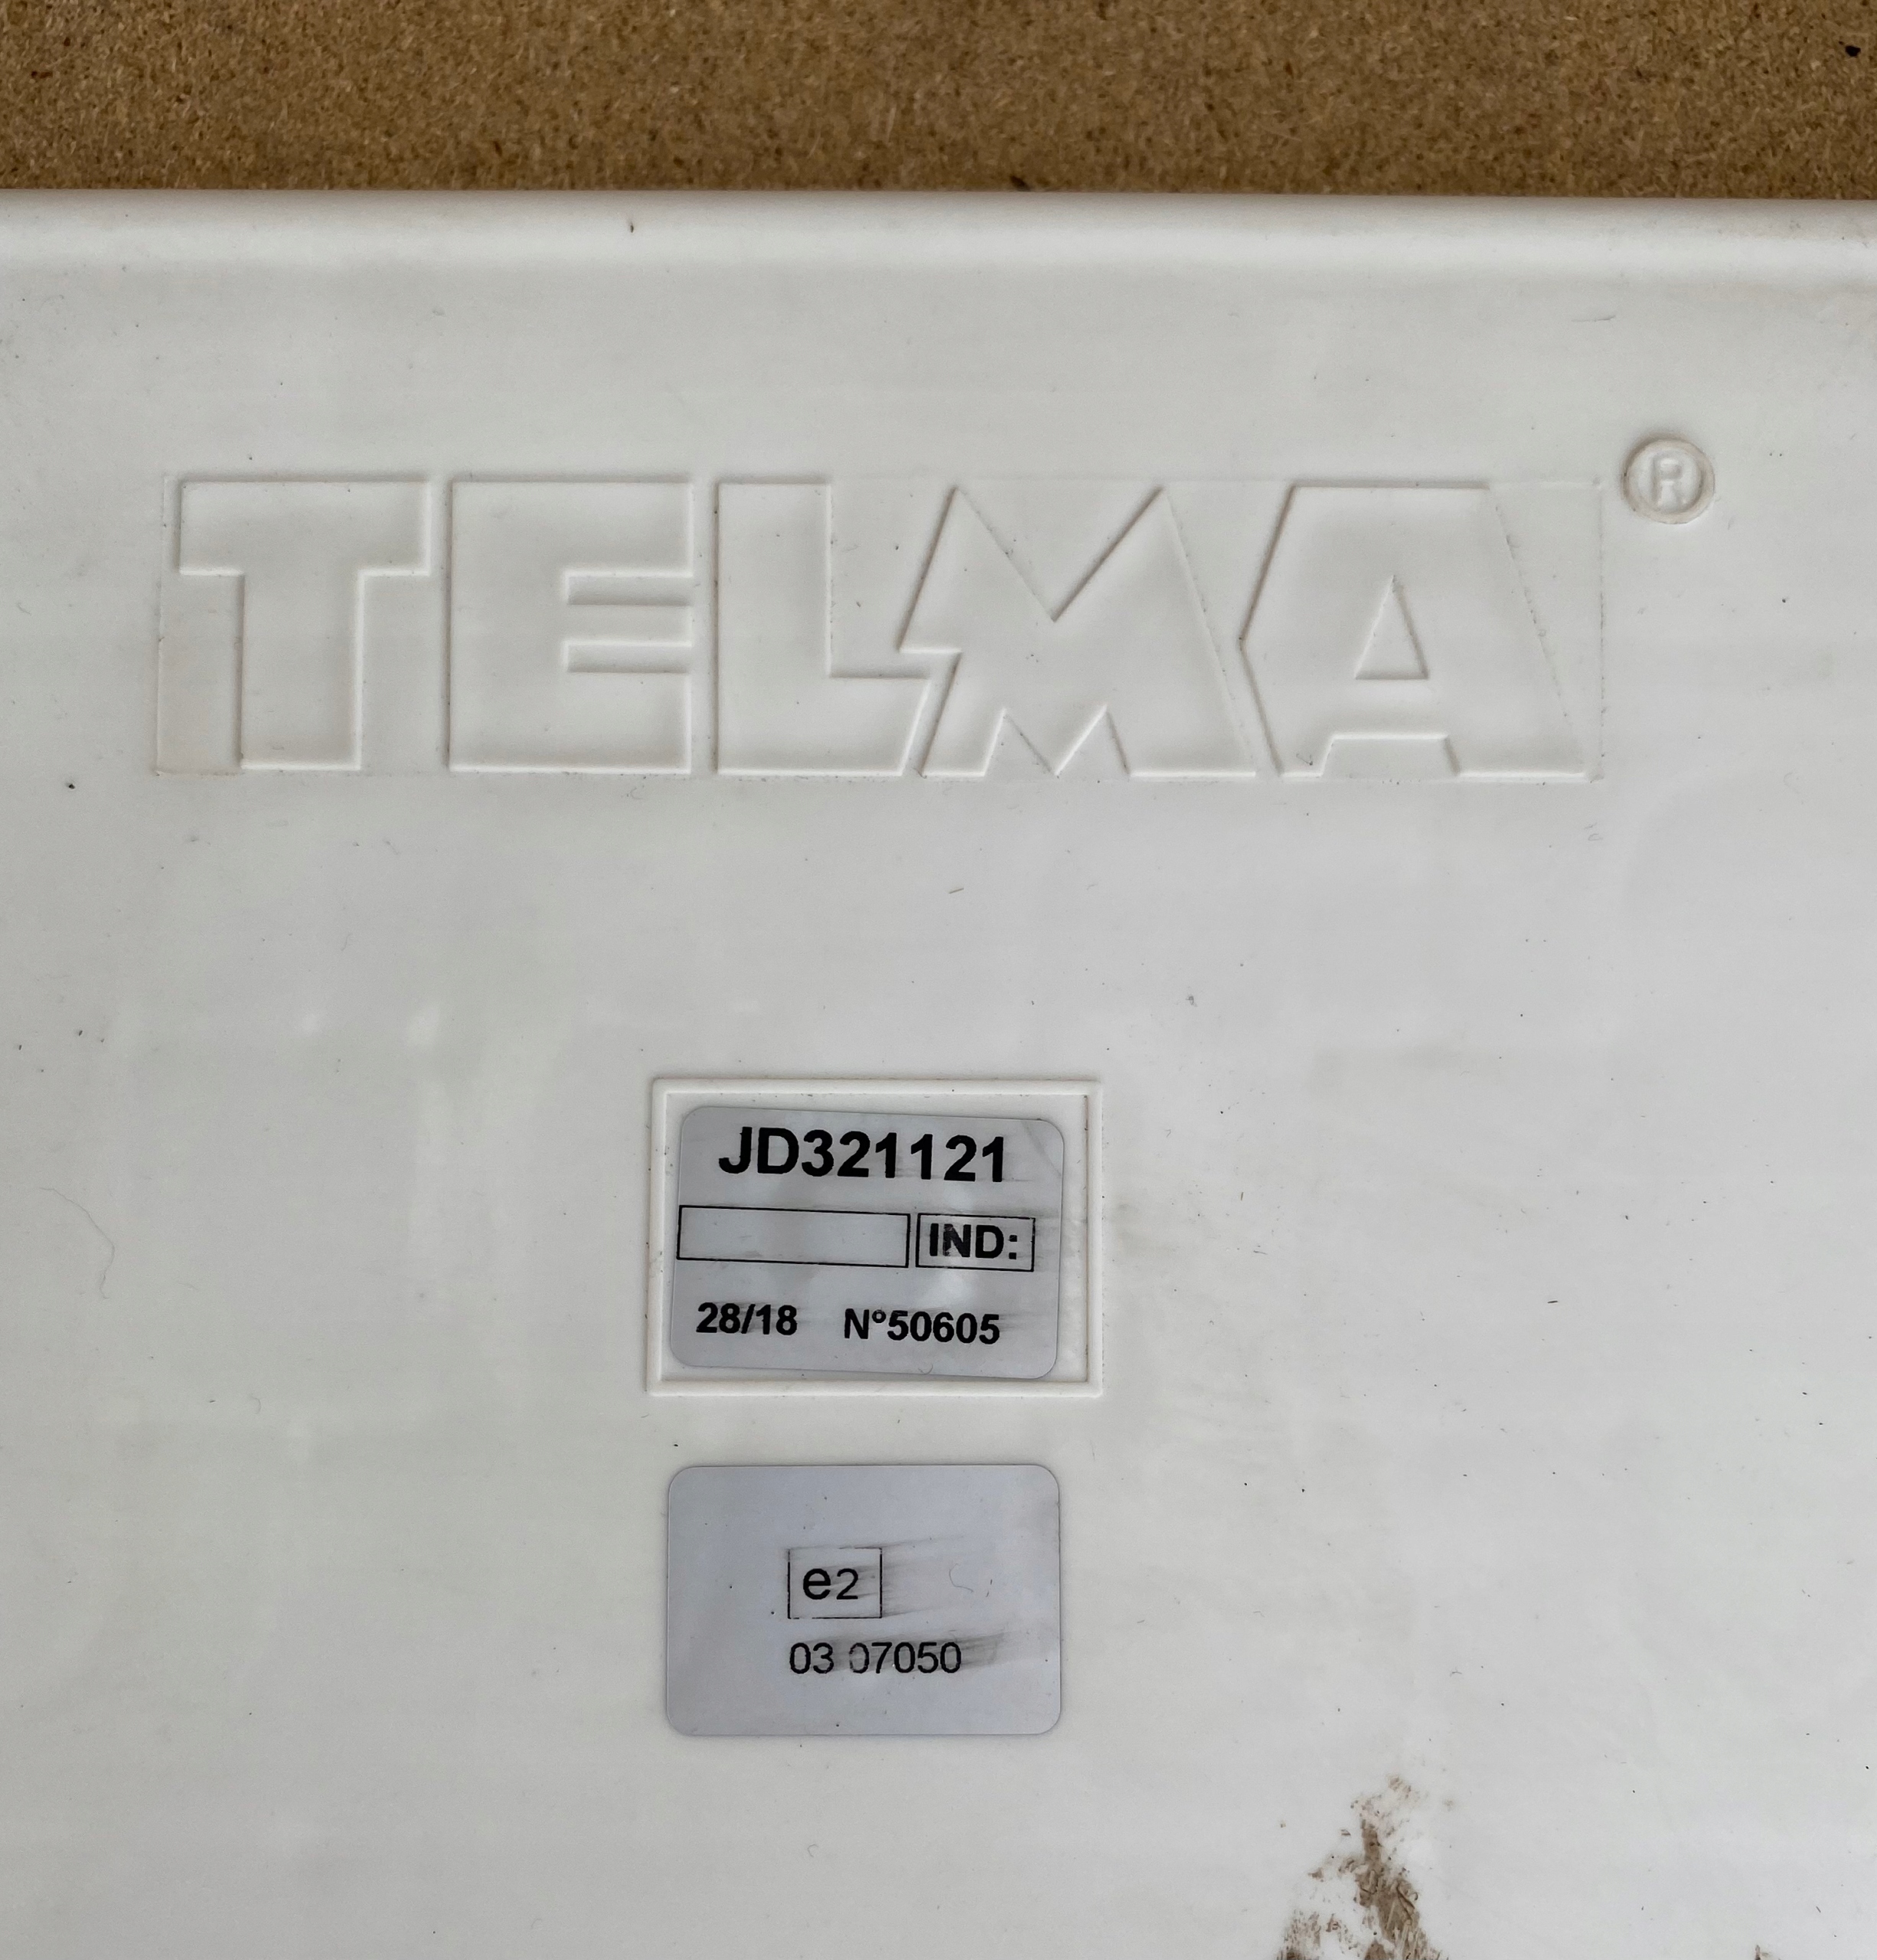 TELMA ®
JD321121
IND:
28/18 N°50605
e2
03 07050